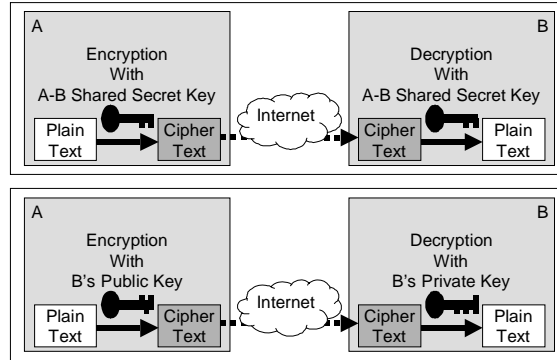 A
B
Encryption
With
A-B Shared Secret Key
Decryption
With
A-B Shared Secret Key
Internet
Plain
Text
Cipher
Text
Cipher
Text
Plain
Text
A
B
Encryption
With
B's Public Key
Decryption
With
B's Private Key
Internet
Plain
Text
Cipher
Text
Cipher
Text
Plain
Text